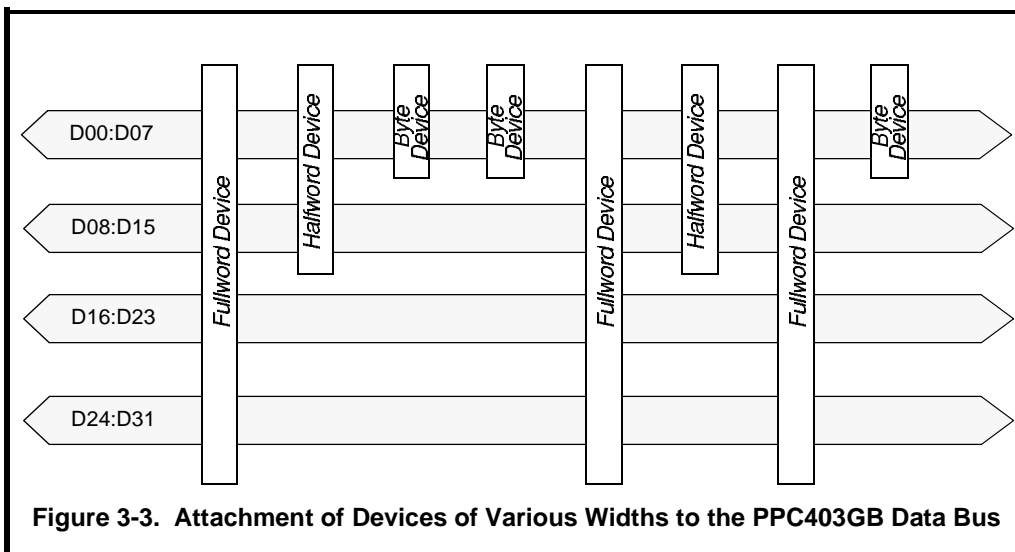 D00:D07
D08:D15
D16:D23
D24:D31
Fullword Device
Halfword Device
Byte
Device
Byte
Device
Fullword Device
Halfword Device
Fullword Device
Byte
Device
Figure 3-3. Attachment of Devices of Various Widths to the PPC403GB Data Bus